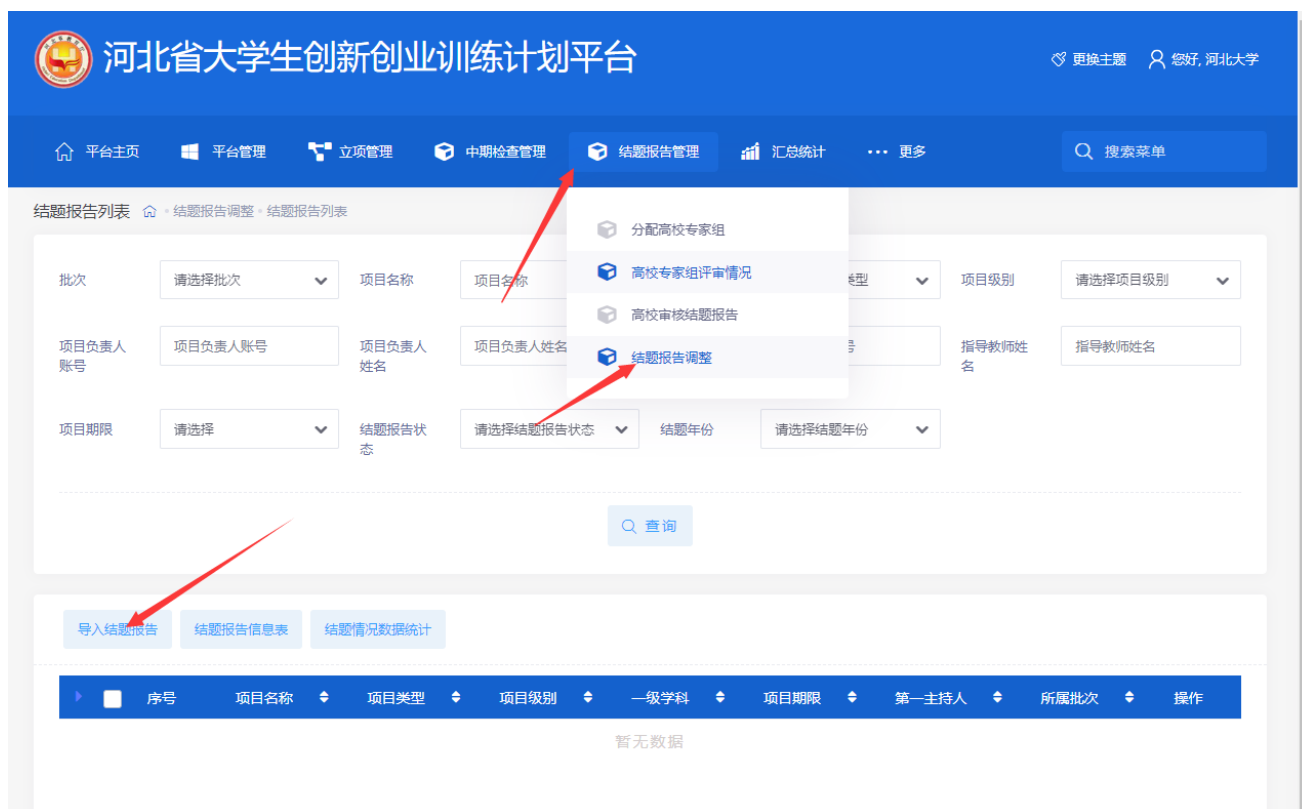 河北省大学生创新创业训练计划平台
更换主题 您好, 河北大学
平台主页 平台管理 立项管理 中期检查管理 结题报告管理 汇总统计 ··· 更多 搜索菜单
结题报告列表 结题报告调整 结题报告列表
分配高校专家组
高校专家组评审情况
高校审核结题报告
结题报告调整
批次 请选择批次 项目名称 项目名称 类型 项目级别 请选择项目级别
项目负责人账号 项目负责人账号 项目负责人姓名 项目负责人姓名 号 指导教师姓名 指导教师姓名
项目期限 请选择 结题报告状态 请选择结题报告状态 结题年份 请选择结题年份
查询
导入结题报告 结题报告信息表 结题情况数据统计
序号 项目名称 项目类型 项目级别 一级学科 项目期限 第一主持人 所属批次 操作
暂无数据